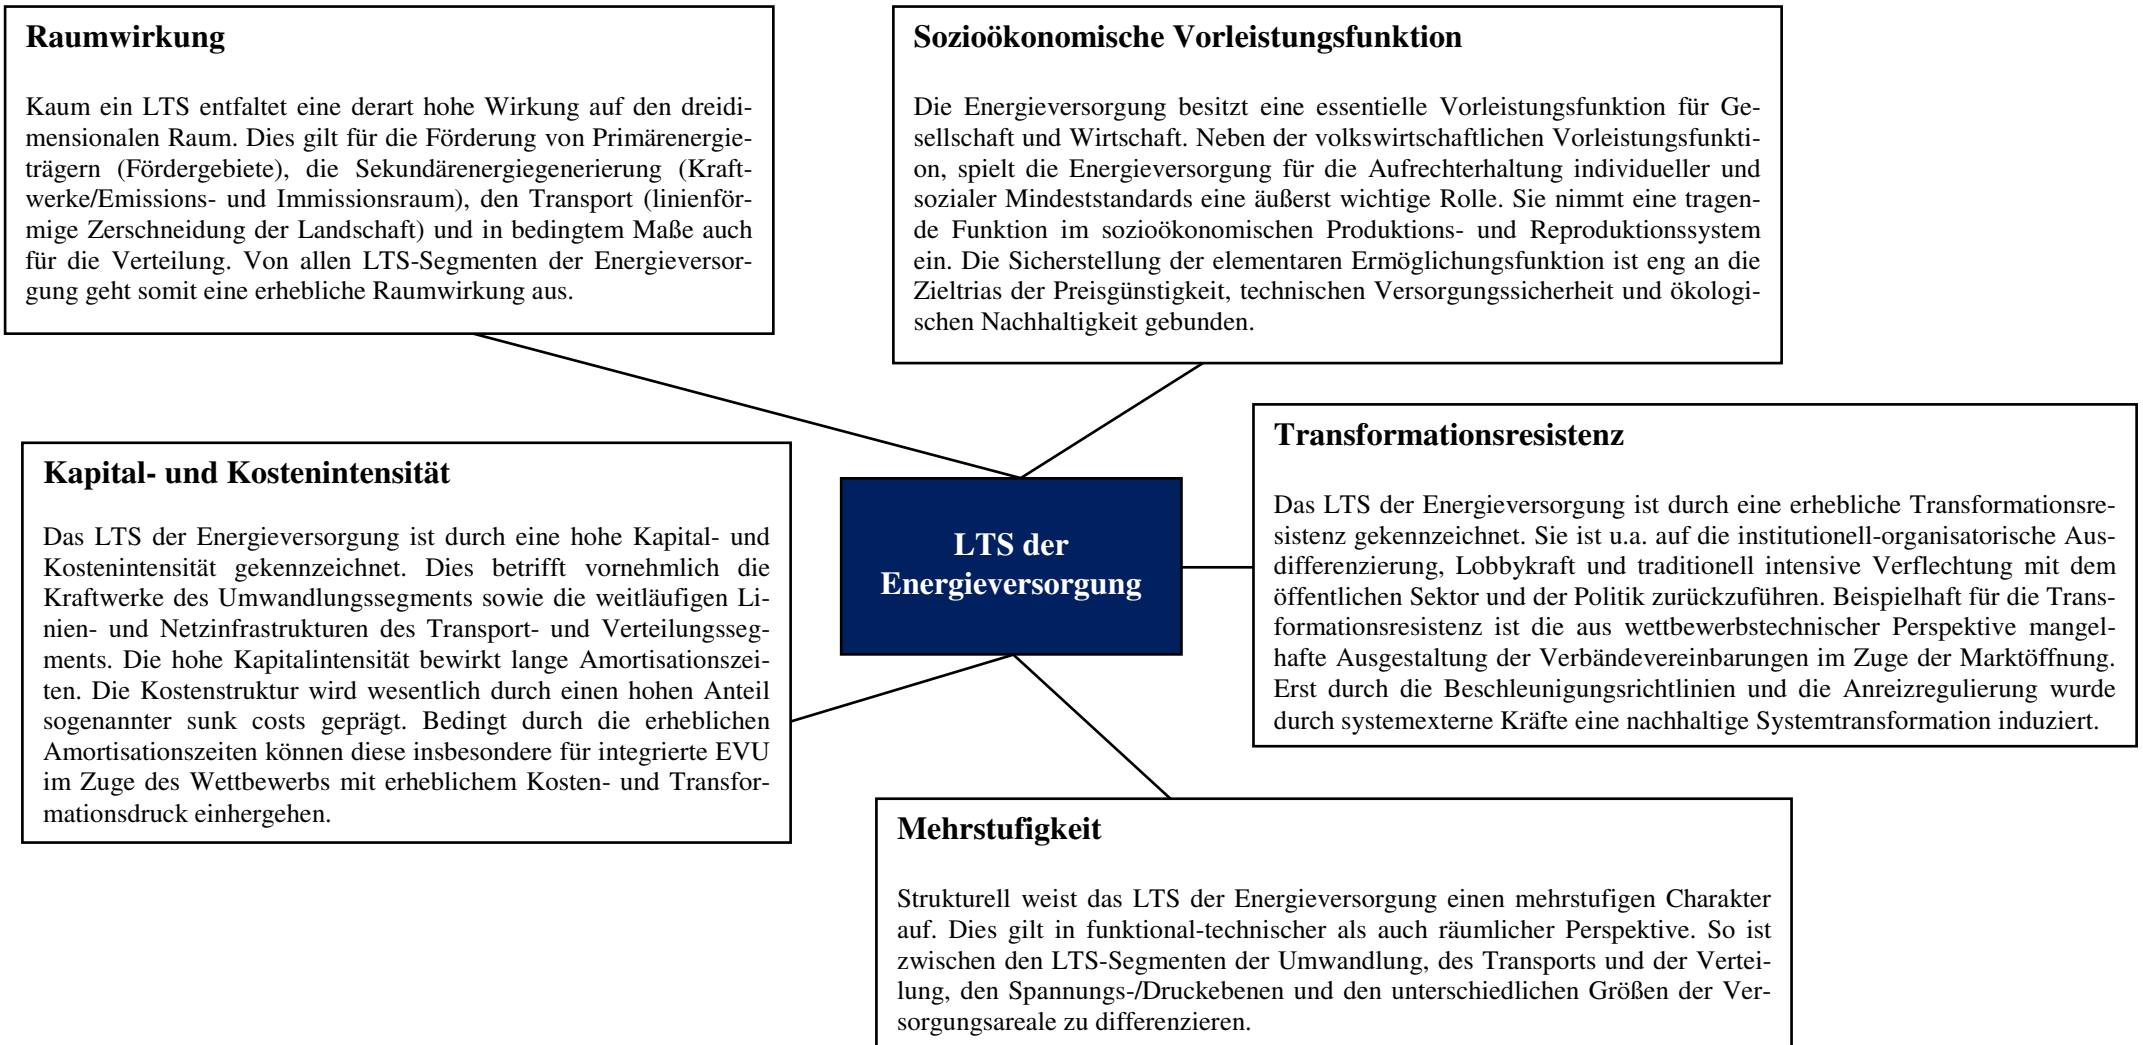 Raumwirkung
Kaum ein LTS entfaltet eine derart hohe Wirkung auf den dreidi-
mensionalen Raum. Dies gilt für die Förderung von Primärenergie-
trägern (Fördergebiete), die Sekundärenergiegenerierung (Kraft-
werke/Emissions- und Immissionsraum), den Transport (linienför-
mige Zerschneidung der Landschaft) und in bedingtem Maße auch
für die Verteilung. Von allen LTS-Segmenten der Energieversor-
gung geht somit eine erhebliche Raumwirkung aus.
Sozioökonomische Vorleistungsfunktion
Die Energieversorgung besitzt eine essentielle Vorleistungsfunktion für Ge-
sellschaft und Wirtschaft. Neben der volkswirtschaftlichen Vorleistungsfunkti-
on, spielt die Energieversorgung für die Aufrechterhaltung individueller und
sozialer Mindeststandards eine äußerst wichtige Rolle. Sie nimmt eine tragen-
de Funktion im sozioökonomischen Produktions- und Reproduktionssystem
ein. Die Sicherstellung der elementaren Ermöglichungsfunktion ist eng an die
Zieltrias der Preisgünstigkeit, technischen Versorgungssicherheit und ökologi-
schen Nachhaltigkeit gebunden.
Kapital- und Kostenintensität
Das LTS der Energieversorgung ist durch eine hohe Kapital- und
Kostenintensität gekennzeichnet. Dies betrifft vornehmlich die
Kraftwerke des Umwandlungssegments sowie die weitläufigen Li-
nien- und Netzinfrastrukturen des Transport- und Verteilungsseg-
ments. Die hohe Kapitalintensität bewirkt lange Amortisationszei-
ten. Die Kostenstruktur wird wesentlich durch einen hohen Anteil
sogenannter sunk costs geprägt. Bedingt durch die erheblichen
Amortisationszeiten können diese insbesondere für integrierte EVU
im Zuge des Wettbewerbs mit erheblichem Kosten- und Transfor-
mationsdruck einhergehen.
LTS der
Energieversorgung
Transformationsresistenz
Das LTS der Energieversorgung ist durch eine erhebliche Transformationsre-
sistenz gekennzeichnet. Sie ist u.a. auf die institutionell-organisatorische Aus-
differenzierung, Lobbykraft und traditionell intensive Verflechtung mit dem
öffentlichen Sektor und der Politik zurückzuführen. Beispielhaft für die Trans-
formationsresistenz ist die aus wettbewerbstechnischer Perspektive mangel-
hafte Ausgestaltung der Verbändevereinbarungen im Zuge der Marktöffnung.
Erst durch die Beschleunigungsrichtlinien und die Anreizregulierung wurde
durch systemexterne Kräfte eine nachhaltige Systemtransformation induziert.
Mehrstufigkeit
Strukturell weist das LTS der Energieversorgung einen mehrstufigen Charakter
auf. Dies gilt in funktional-technischer als auch räumlicher Perspektive. So ist
zwischen den LTS-Segmenten der Umwandlung, des Transports und der Vertei-
lung, den Spannungs-/Druckebenen und den unterschiedlichen Größen der Ver-
sorgungsareale zu differenzieren.